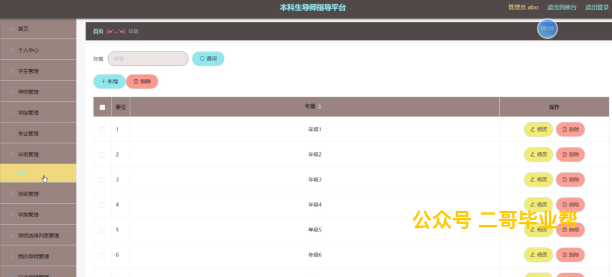 本科生导师指导平台
管理员 abo 退出到前台 退出登录
首页 (●'◡'●) 年级
首页
个人中心
学生管理
导师管理
学院管理
专业管理
年级管理
班级管理
学期管理
导师选择列表管理
我的导师管理
年级 年级 查询
+ 新增 删除
索引 年级 操作
1 年级1 修改 删除
2 年级2 修改 删除
3 年级3 修改 删除
4 年级4 修改 删除
5 年级5 修改 删除
6 年级6 修改 删除
公众号 二哥毕业帮